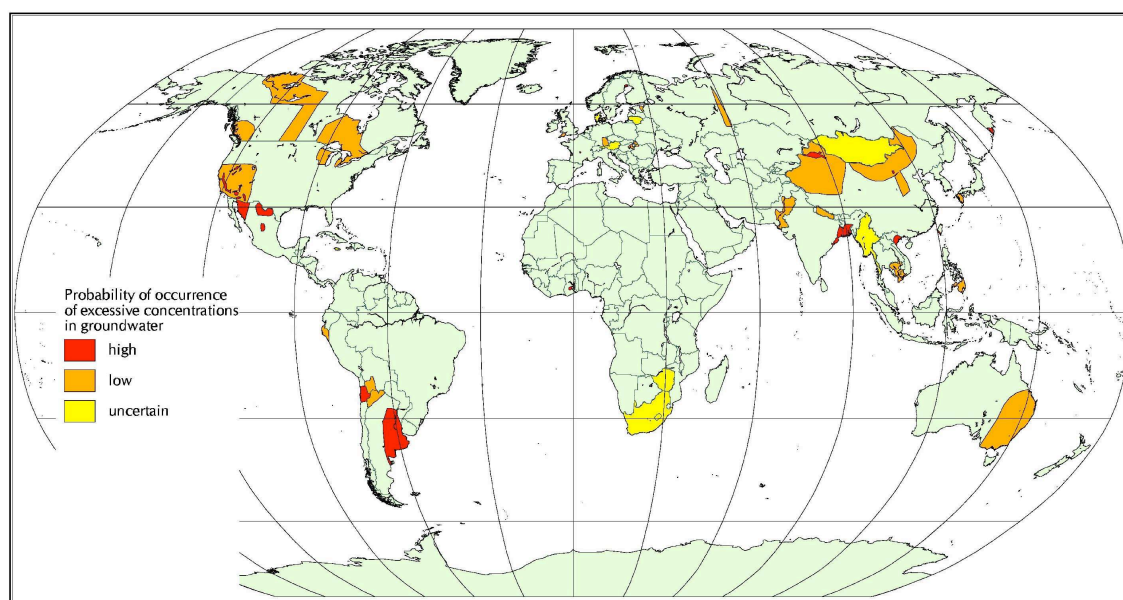 Probability of occurrence
of excessive concentrations
in groundwater
high
low
uncertain